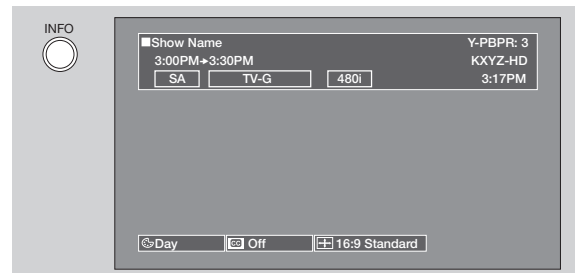 INFO
■Show Name Y-PBPR: 3
3:00PM→3:30PM KXYZ-HD
SA TV-G 480i 3:17PM
Day CC Off 16:9 Standard